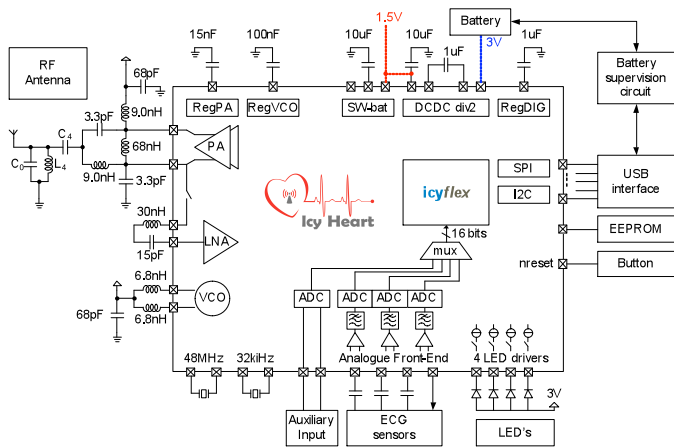 15nF
100nF
10uF
1.5V
10uF
1uF
Battery
3V
1uF
RF
Antenna
68pF
RegPA
RegVCO
SW-bat
DCDC div2
RegDIG
Battery
supervision
circuit
9.0nH
3.3pF
C4
68nH
PA
C0
L4
9.0nH
3.3pF
icyflex
SPI
I2C
USB
interface
Icy Heart
30nH
15pF
LNA
16 bits
mux
EEPROM
nreset
Button
6.8nH
VCO
68pF
6.8nH
ADC
ADC
ADC
ADC
48MHz
32kiHz
Analogue Front-End
4 LED drivers
3V
Auxiliary
Input
ECG
sensors
LED's